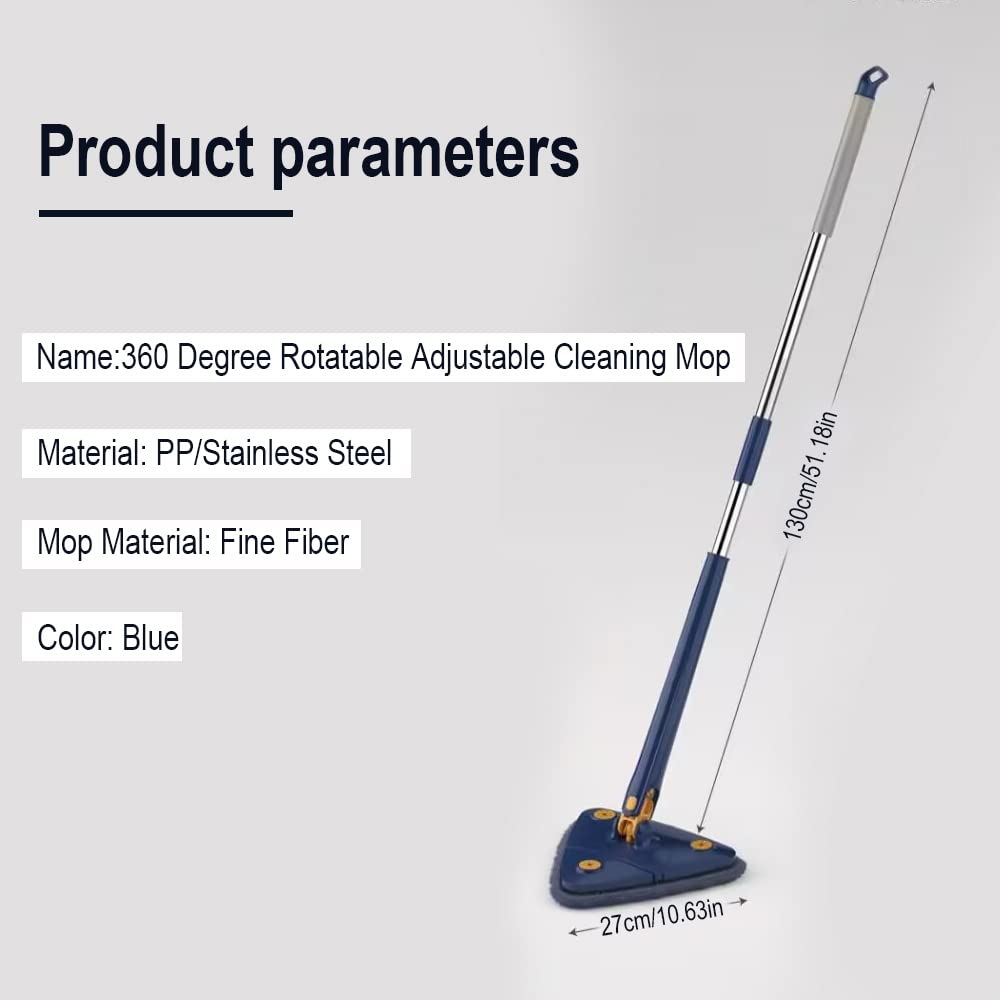 Product parameters
Name:360 Degree Rotatable Adjustable Cleaning Mop
Material: PP/Stainless Steel
Mop Material: Fine Fiber
Color: Blue
130cm/51.18in
27cm/10.63in